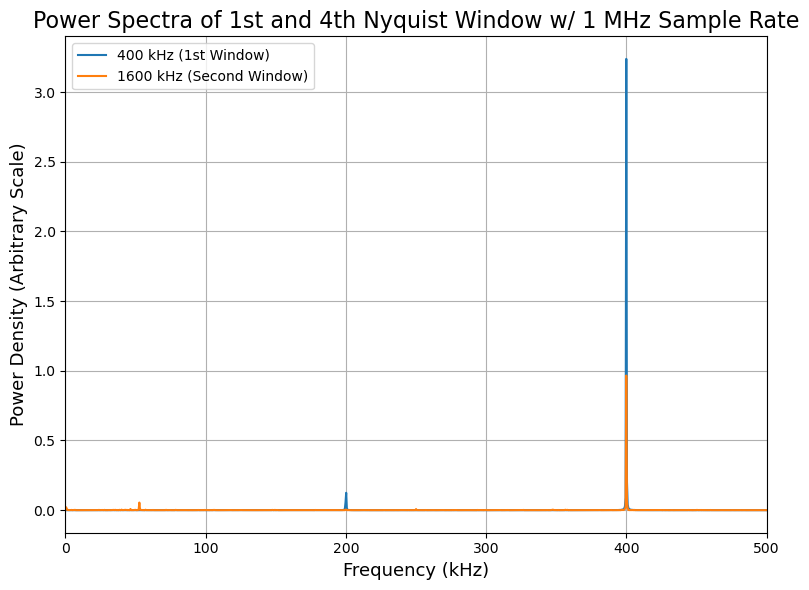 Power Spectra of 1st and 4th Nyquist Window w/ 1 MHz Sample Rate
400 kHz (1st Window)
1600 kHz (Second Window)
3.0
2.5
2.0
1.5
1.0
0.5
0.0
Power Density (Arbitrary Scale)
0 100 200 300 400 500
Frequency (kHz)